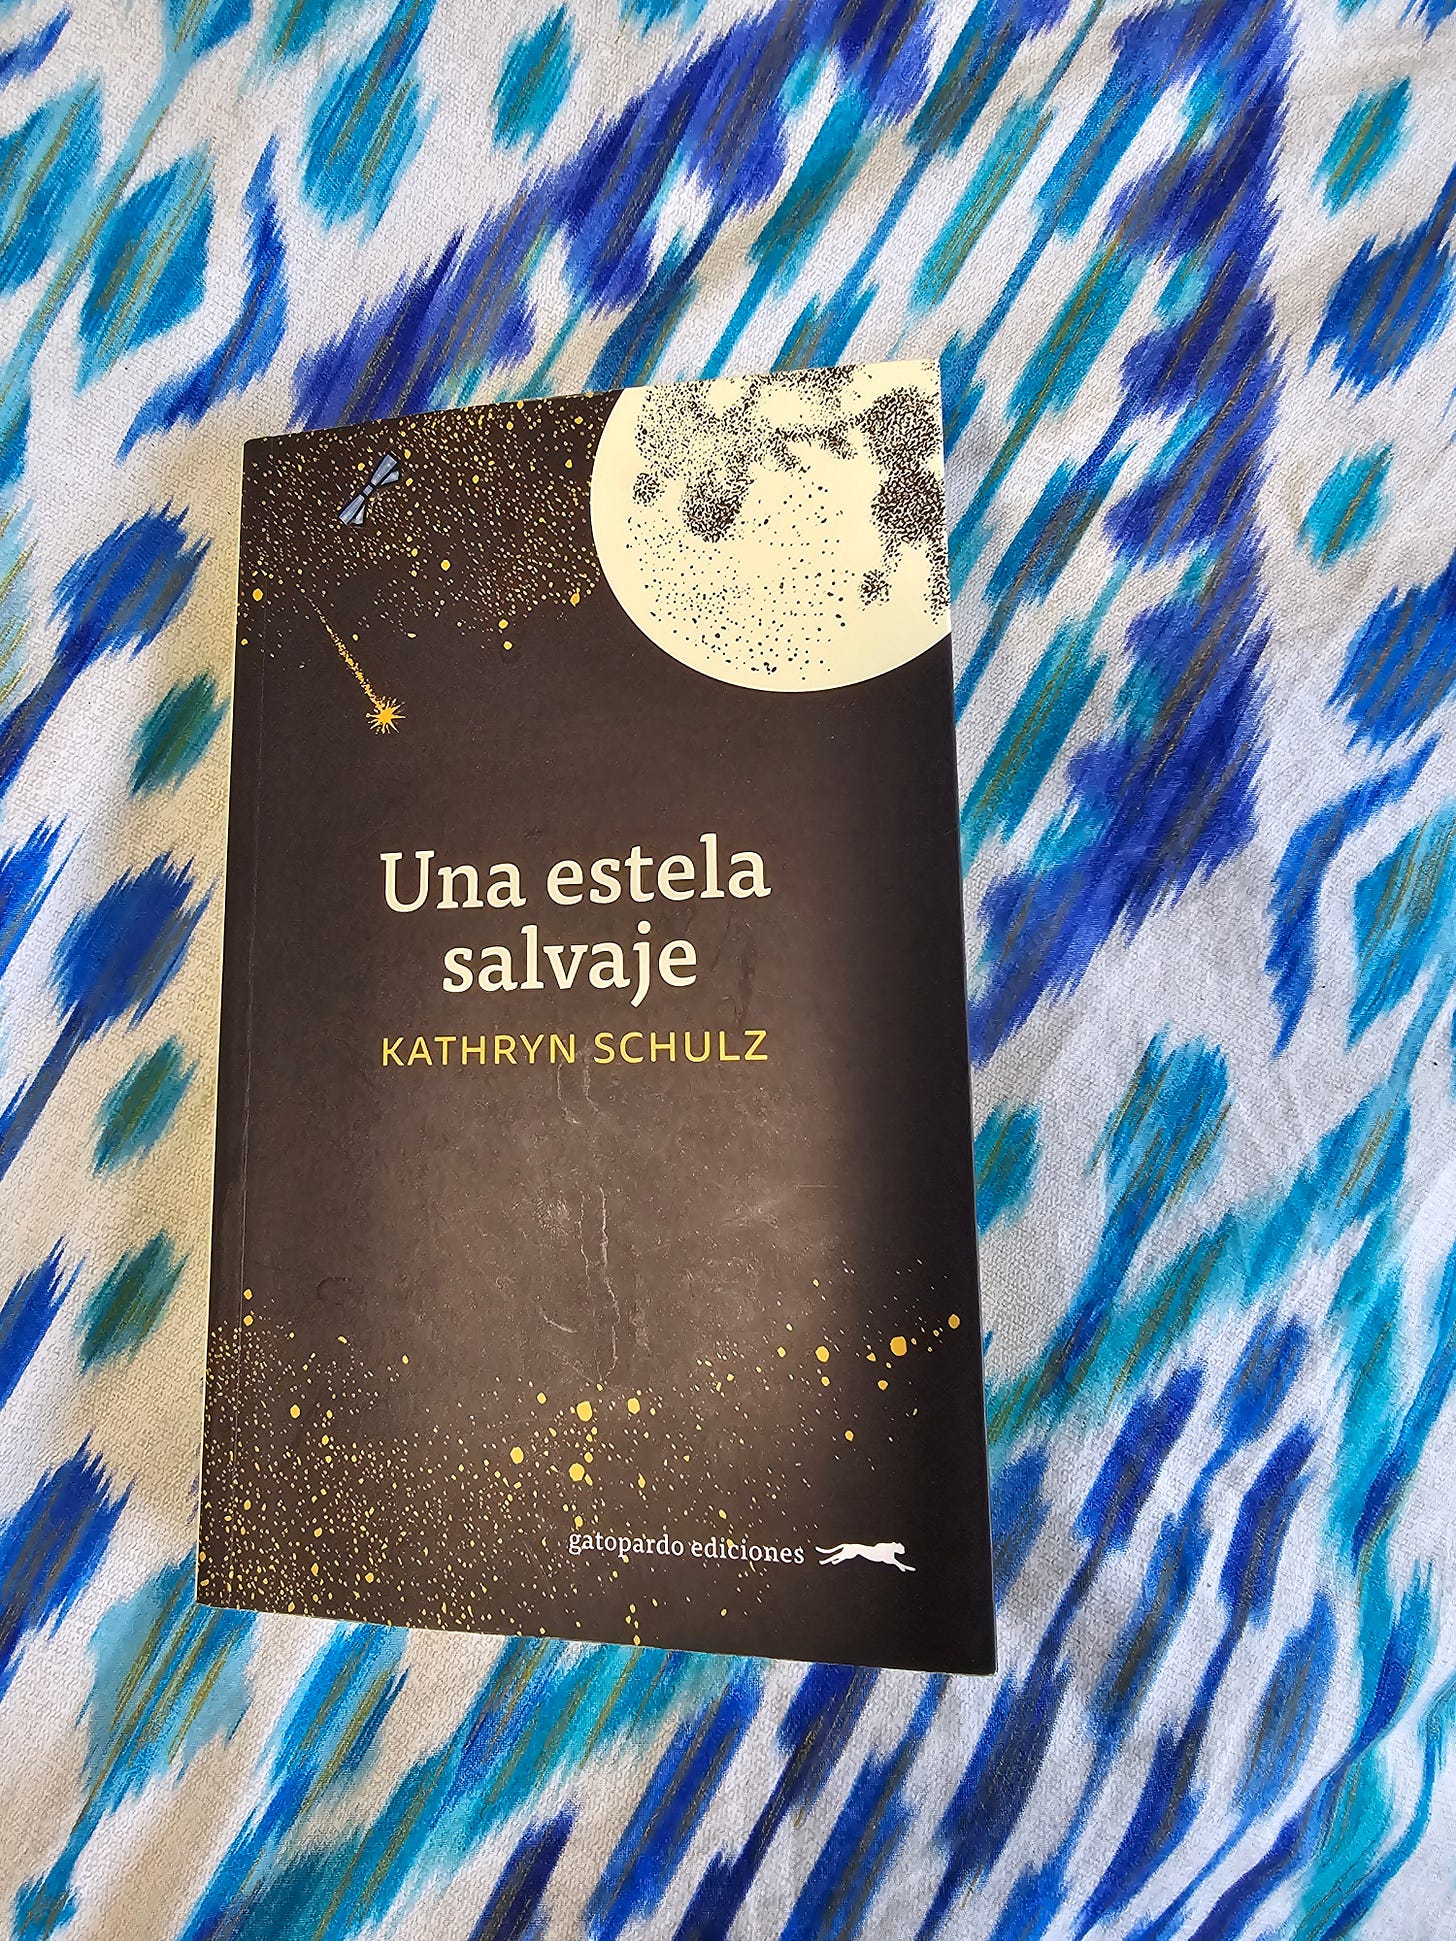 Una estela
salvaje
KATHRYN SCHULZ
gatopardo ediciones